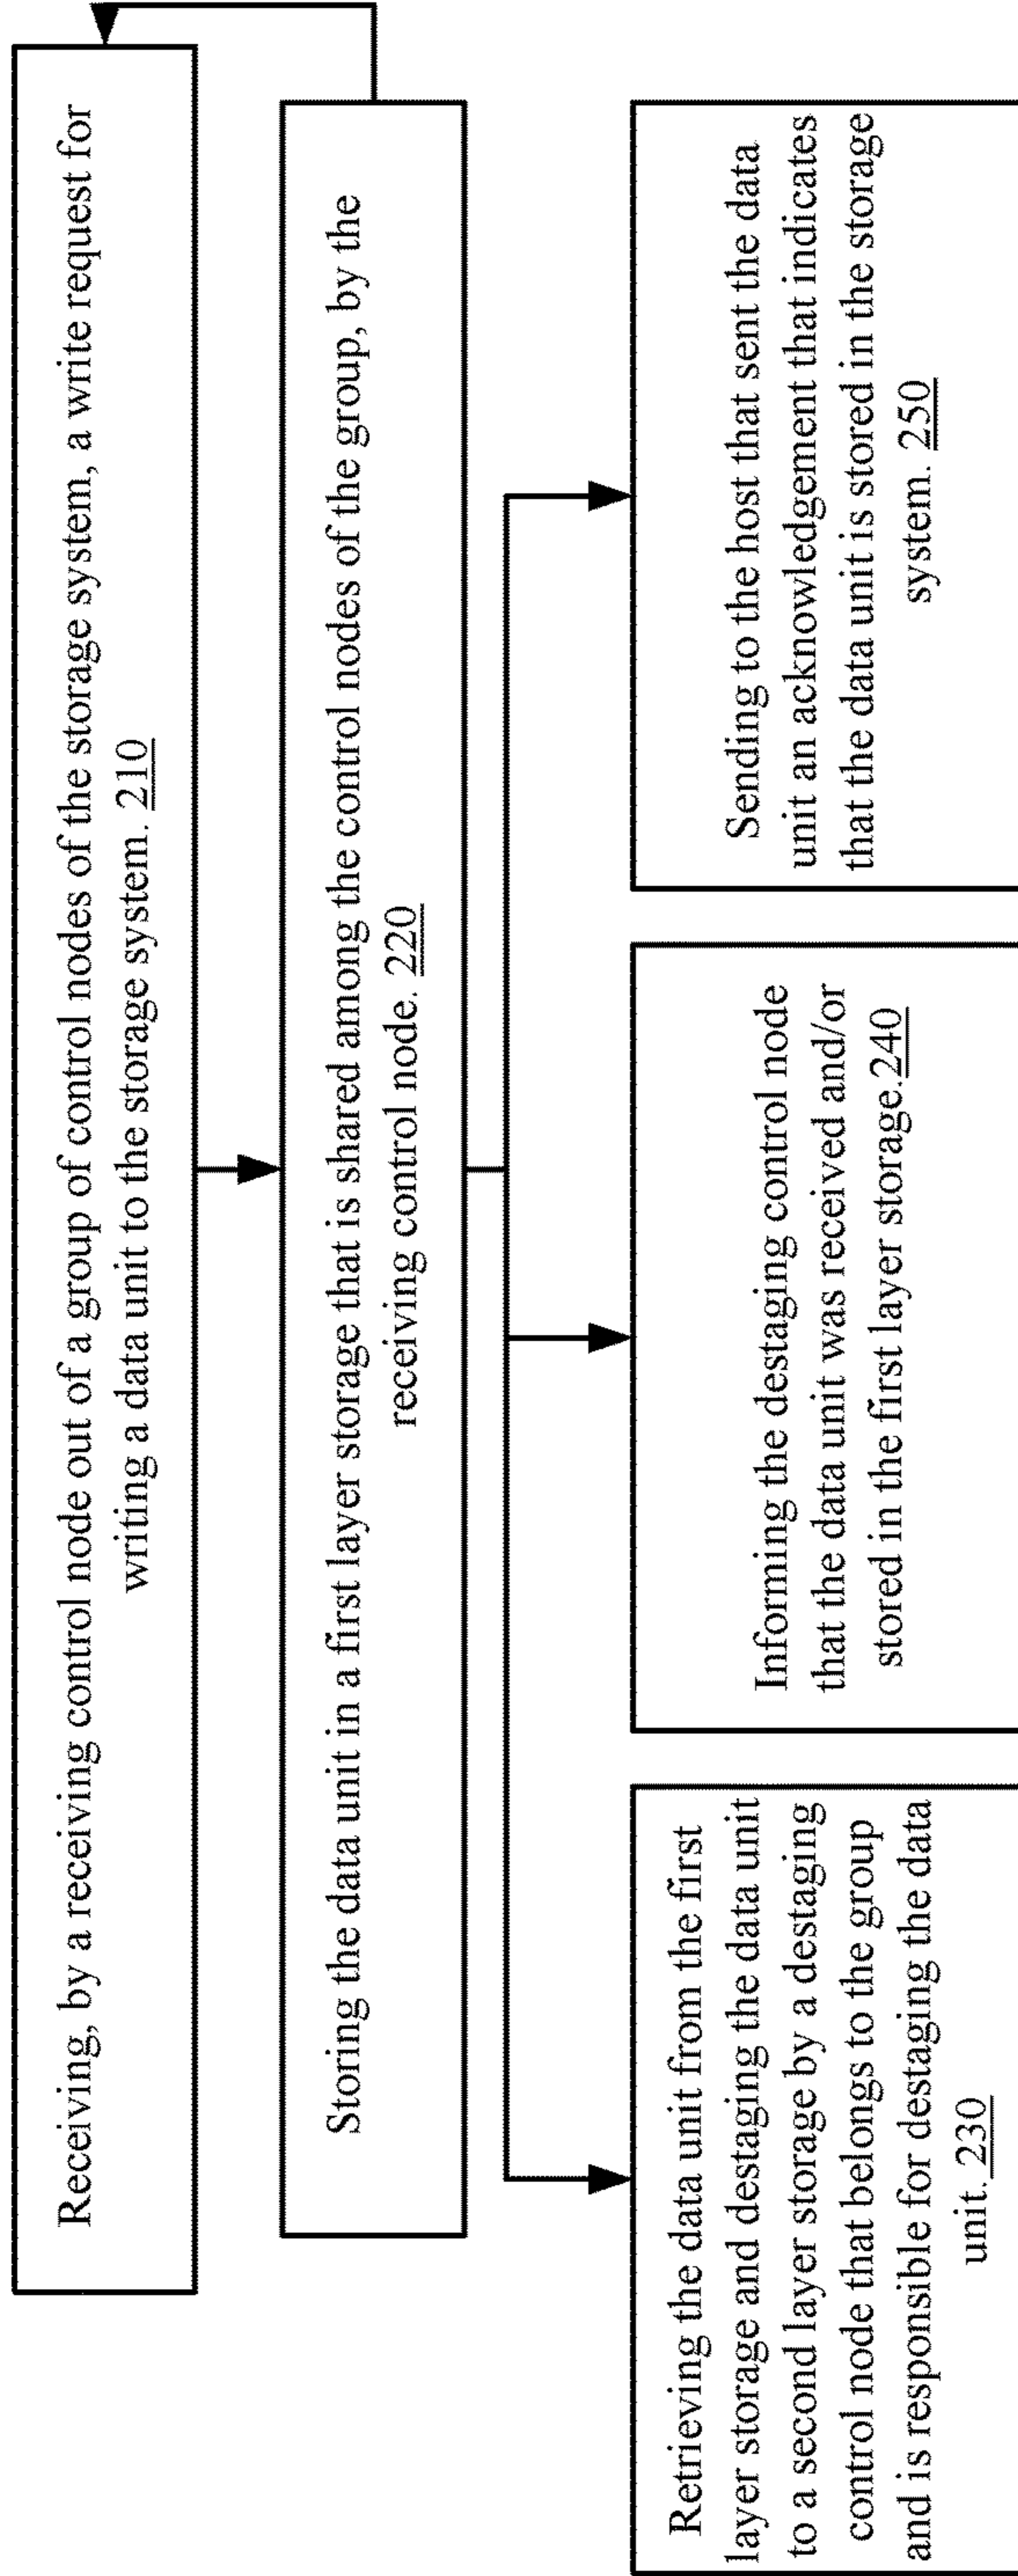 Receiving, by a receiving control node out of a group of control nodes of the storage system, a write request for
writing a data unit to the storage system. 210
Storing the data unit in a first layer storage that is shared among the control nodes of the group, by the
receiving control node. 220
Retrieving the data unit from the first
layer storage and destaging the data unit
to a second layer storage by a destaging
control node that belongs to the group
and is responsible for destaging the data
unit. 230
Informing the destaging control node
that the data unit was received and/or
stored in the first layer storage.240
Sending to the host that sent the data
unit an acknowledgement that indicates
that the data unit is stored in the storage
system. 250